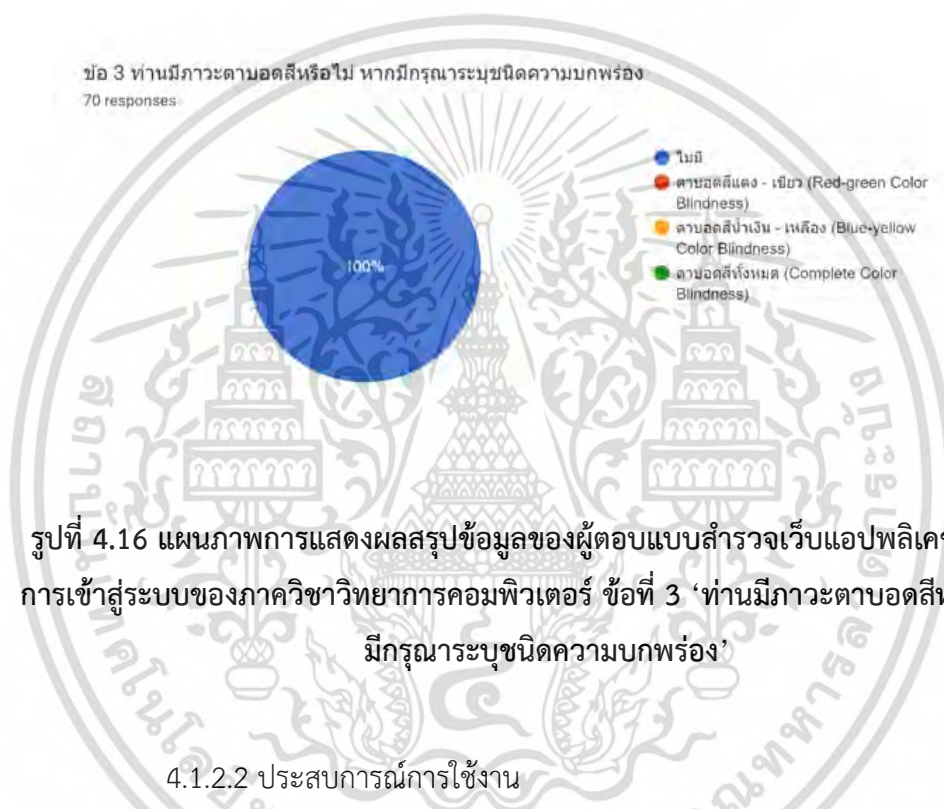 ข้อ 3 ท่านมีภาวะตาบอดสีหรือไม่ หากมีกรุณาระบุชนิดความบกพร่อง
70 responses
100%
ไม่มี
ตาบอดสีแดง - เขียว (Red-green Color
Blindness)
ตาบอดสีน้ำเงิน - เหลือง (Blue-yellow
Color Blindness)
ตาบอดสีทั้งหมด (Complete Color
Blindness)
รูปที่ 4.16 แผนภาพการแสดงผลสรุปข้อมูลของผู้ตอบแบบสำรวจเว็บแอปพลิเค
การเข้าสู่ระบบของภาควิชาวิทยาการคอมพิวเตอร์ ข้อที่ 3 ‘ท่านมีภาวะตาบอดสี
มีกรุณาระบุชนิดความบกพร่อง’
4.1.2.2 ประสบการณ์การใช้งาน